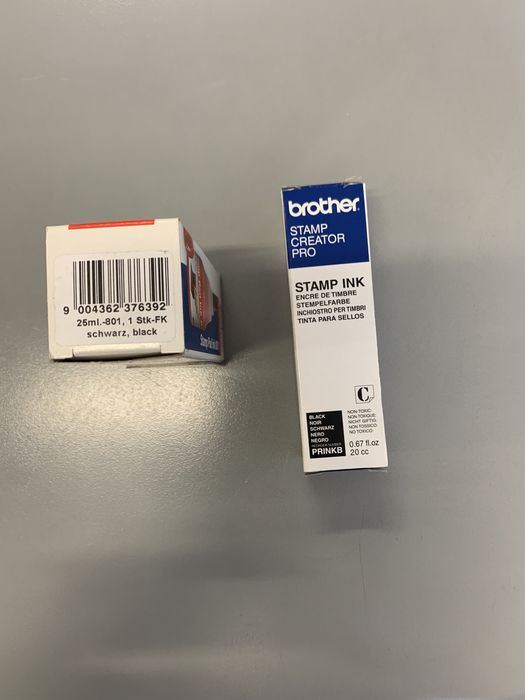 9 004362 376392
25ml.-801, 1 Stk-FK
schwarz, black
brother
STAMP
CREATOR
PRO
STAMP INK
ENCRE DE TIMBRE
STEMPELFARBE
INCHIOSTRO PER TIMBRI
TINTA PARA SELLOS
C
BLACK
NOIR
SCHWARZ
NERO
NEGRO
REORDER NUMBER
PRINKB
NON-TOXIC:
NON-TOXIQUE:
NICHT GIFTIG:
NON TOSSICO:
NO TOXICO:
0.67 fl.oz
20 cc